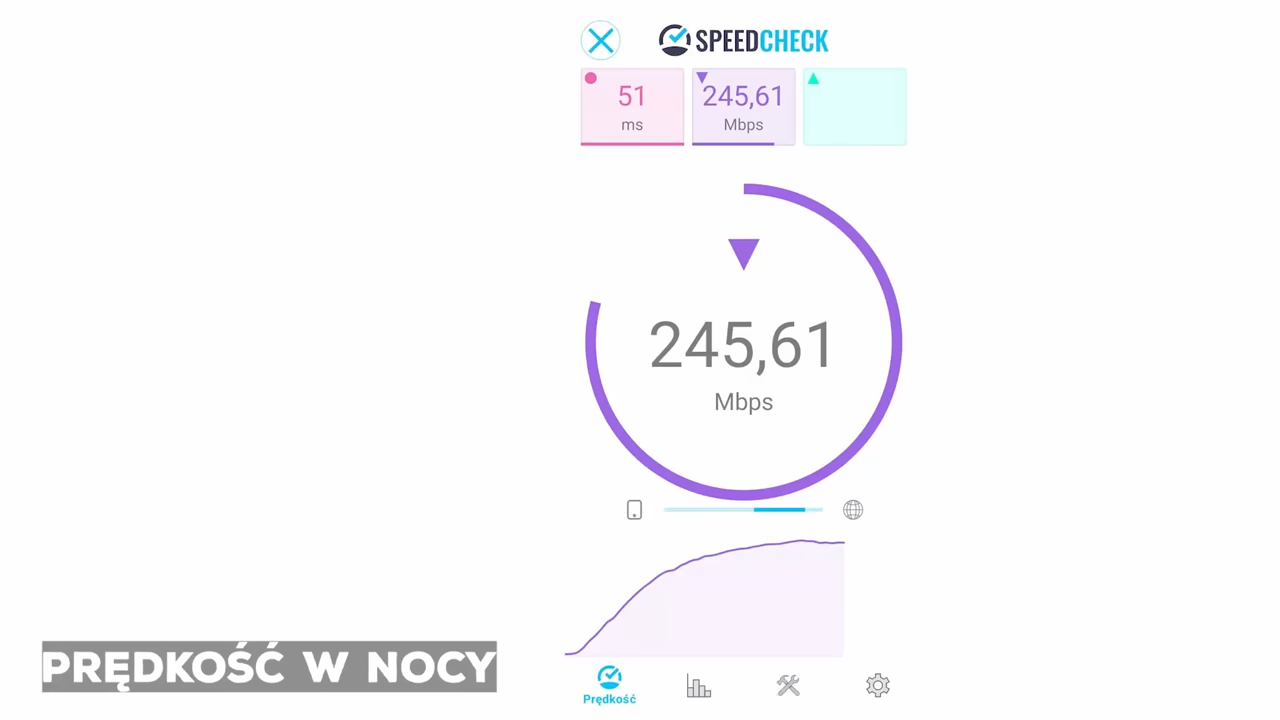 SPEEDCHECK
51
ms
245,61
Mbps
245,61
Mbps
PRĘDKOŚĆ W NOCY
Prędkość